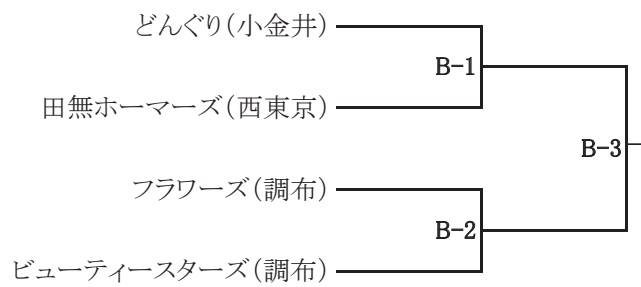 どんぐり(小金井)
B-1
田無ホーマーズ(西東京)
B-3
フラワーズ(調布)
B-2
ビューティースターズ(調布)